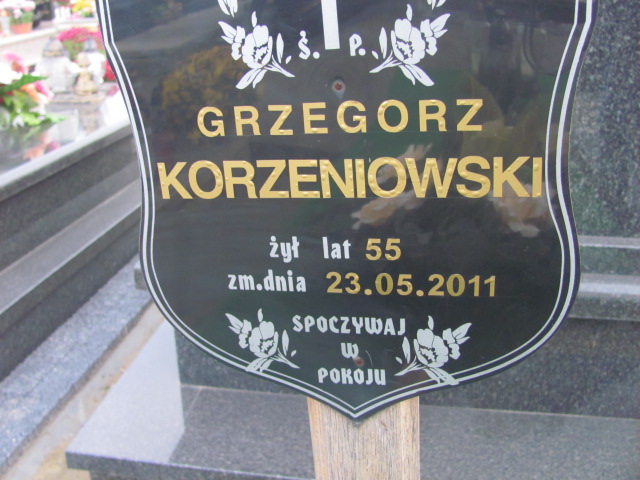 Ś. P.
GRZEGORZ
KORZENIOWSKI
żył lat 55
zm.dnia 23.05.2011
SPOCZYWAJ
W
POKOJU